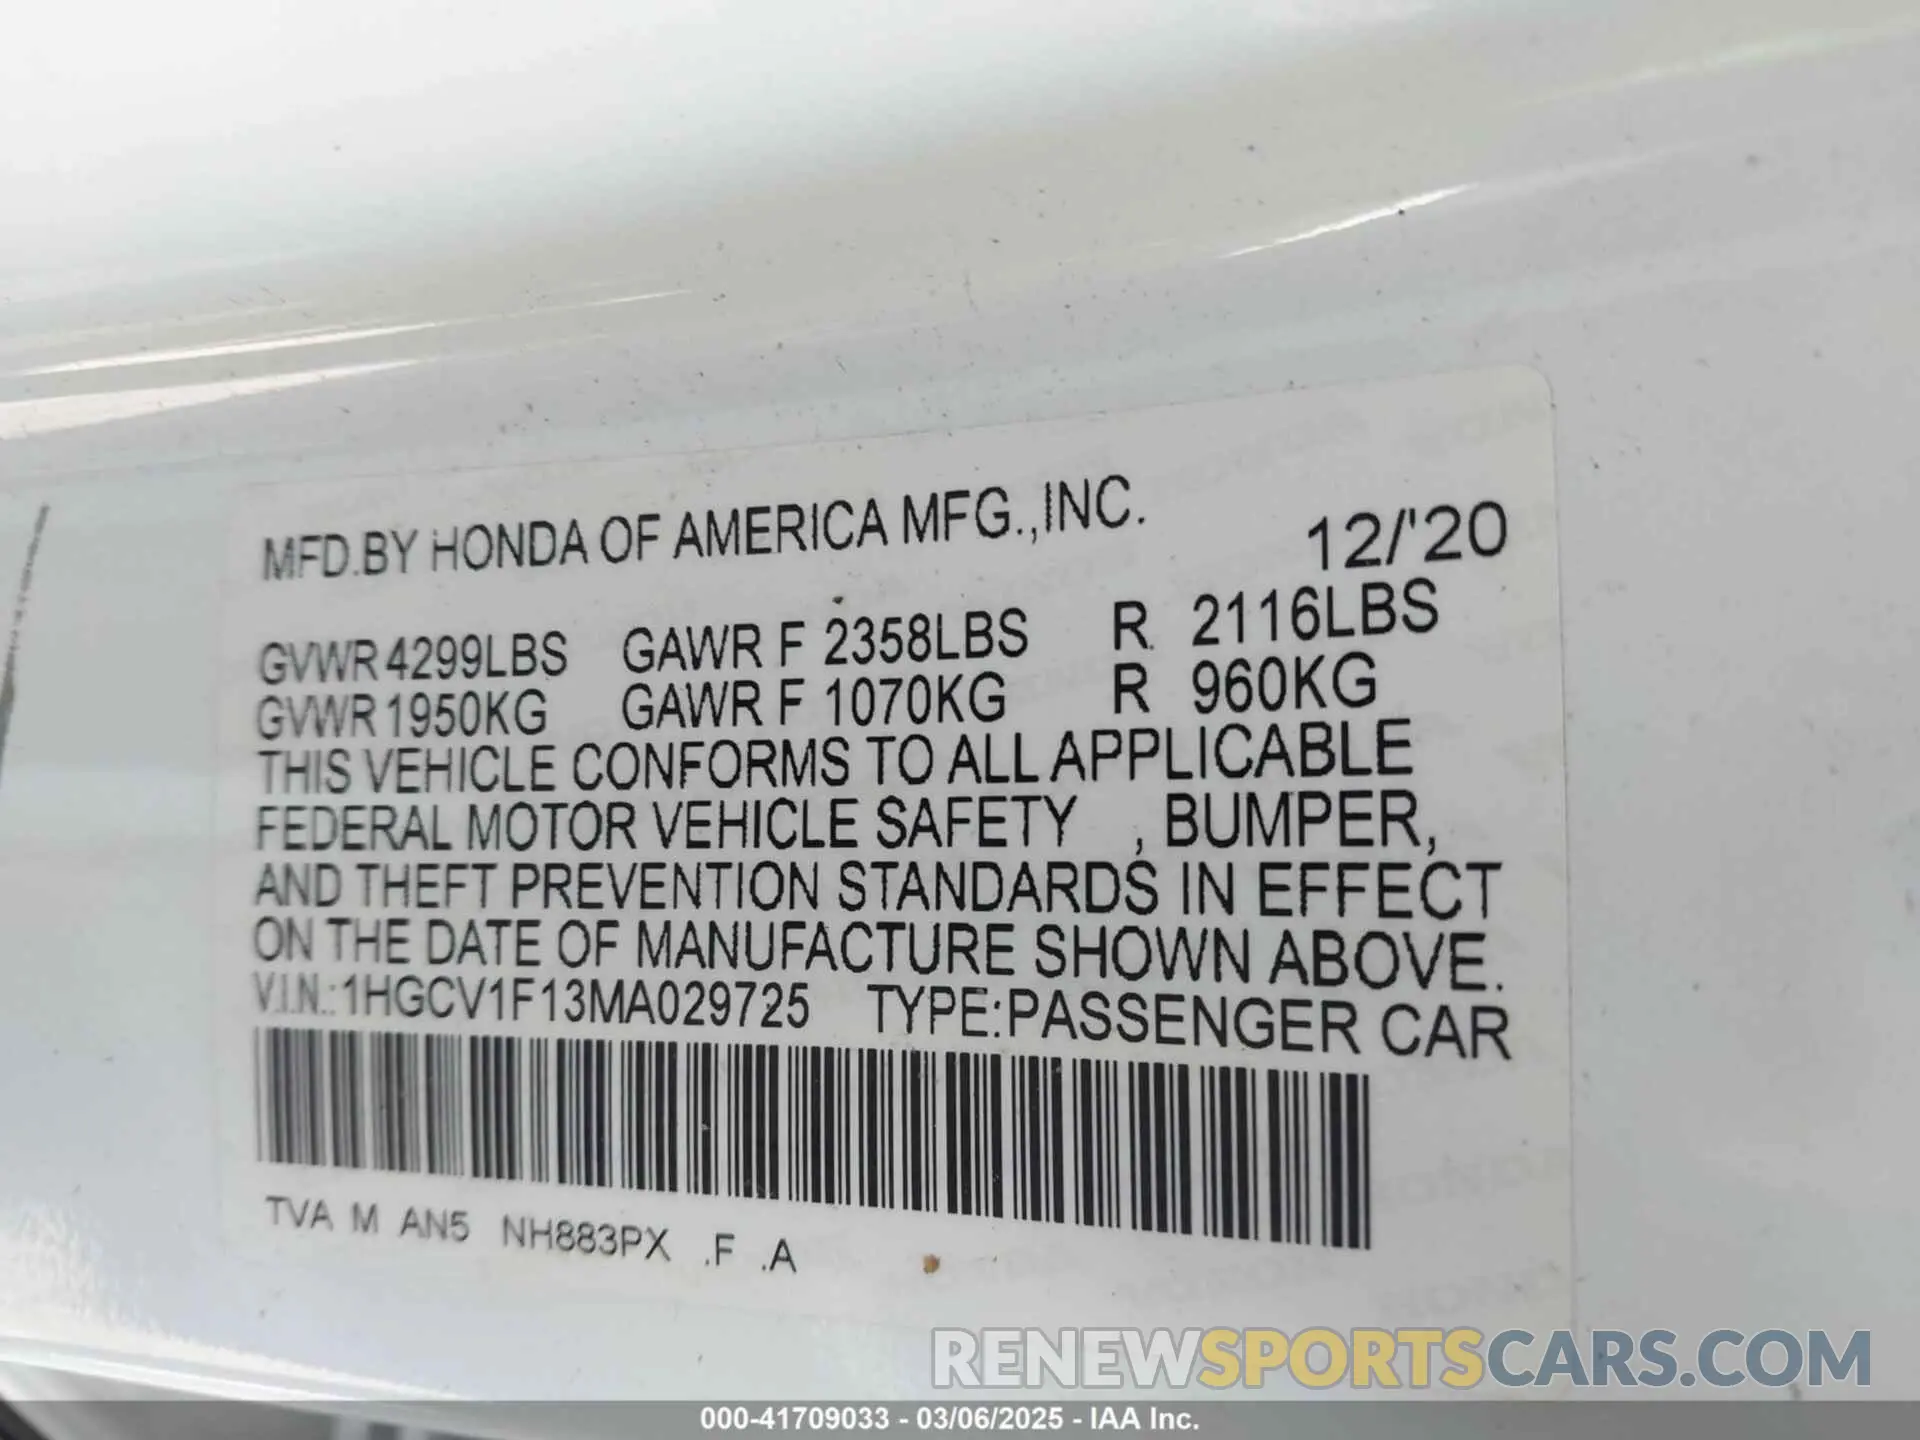 MFD.BY HONDA OF AMERICA MFG.,INC. 12/'20
GVWR 4299LBS GAWR F 2358LBS R 2116LBS
GVWR 1950KG GAWR F 1070KG R 960KG
THIS VEHICLE CONFORMS TO ALL APPLICABLE
FEDERAL MOTOR VEHICLE SAFETY , BUMPER,
AND THEFT PREVENTION STANDARDS IN EFFECT
ON THE DATE OF MANUFACTURE SHOWN ABOVE.
V.I.N.: 1HGCV1F13MA029725 TYPE:PASSENGER CAR
TVA M AN5 NH883PX .F .A
RENEWSPORTSCARS.COM
000-41709033 - 03/06/2025 - IAA Inc.